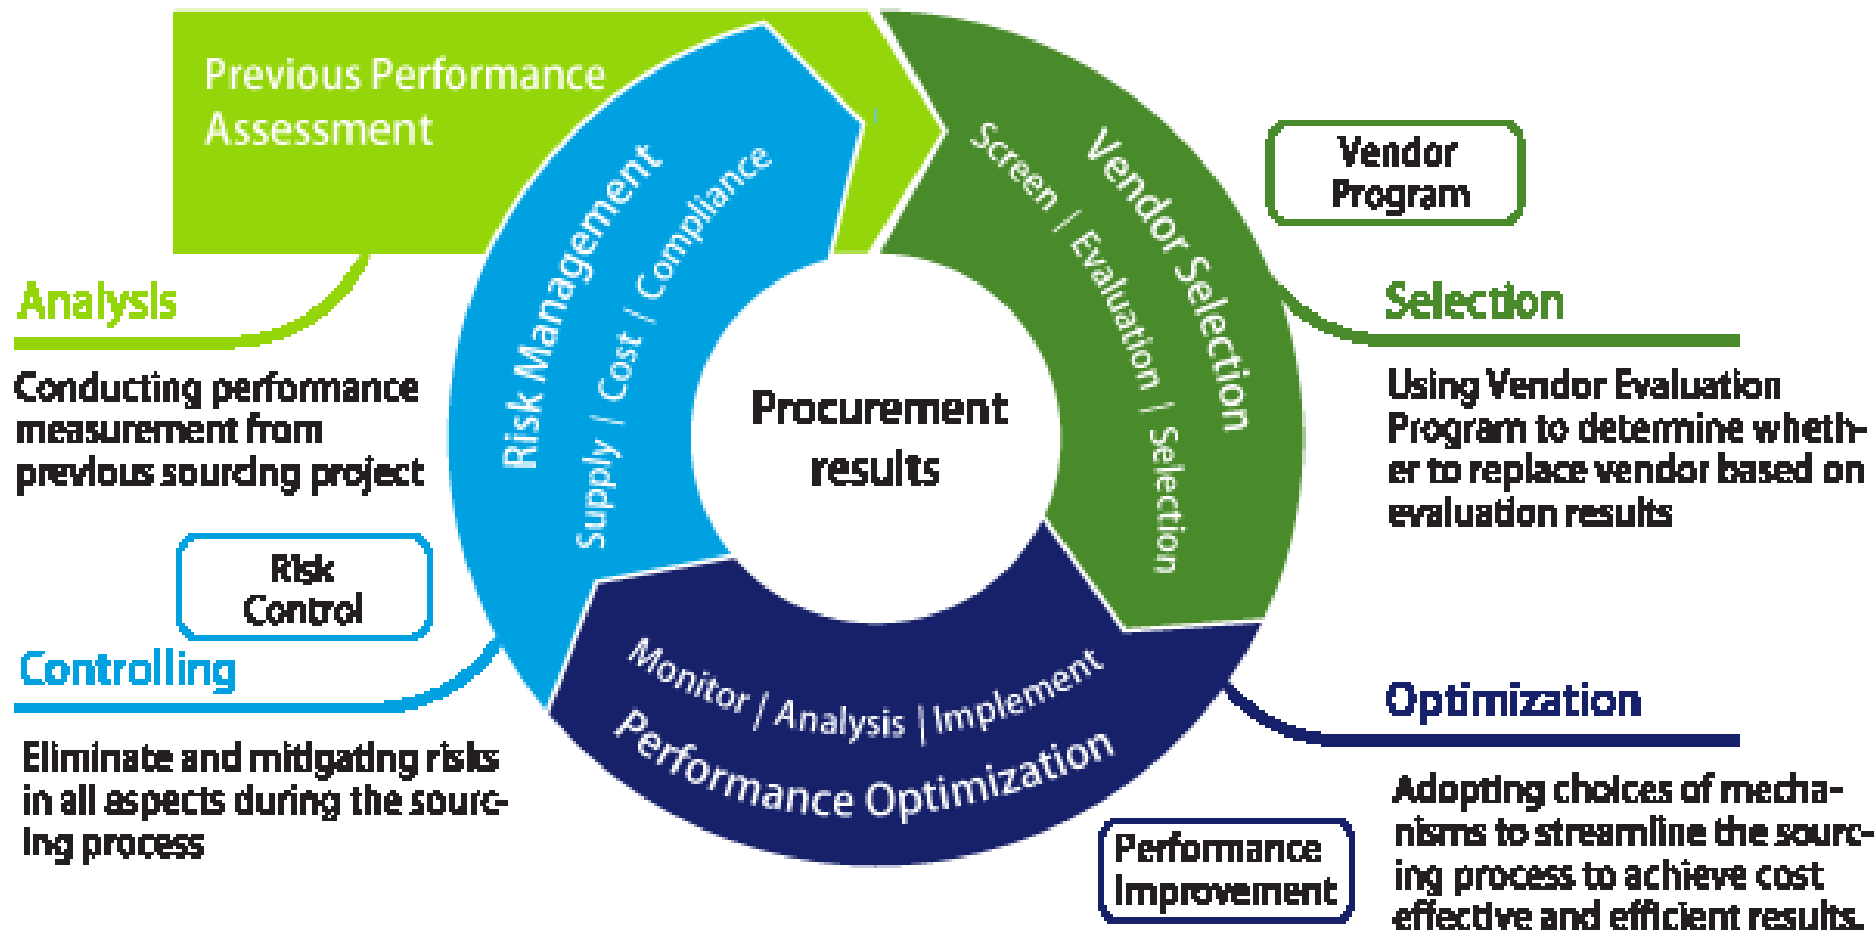 Previous Performance
Assessment
Analysis
Conducting performance
measurement from
previous sourcing project
Risk
Control
Controlling
Eliminate and mitigating risks
in all aspects during the sourc-
ing process
Risk Management
Supply | Cost | Compliance
Procurement
results
Vendor Selection
Screen | Evaluation | Selection
Monitor | Analysis | Implement
Performance Optimization
Vendor
Program
Selection
Using Vendor Evaluation
Program to determine wheth-
er to replace vendor based on
evaluation results
Optimization
Adopting choices of mecha-
nisms to streamline the sourc-
ing process to achieve cost
effective and efficient results.
Performance
Improvement